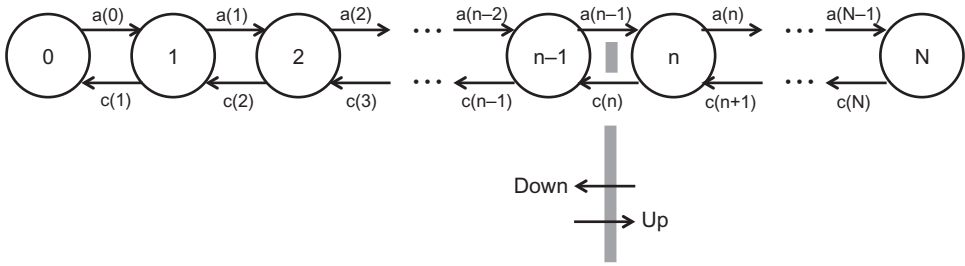 a(0) a(1) a(2) a(n–2) a(n–1) a(n) a(N–1)
0 1 2 ••• n–1 n ••• N
c(1) c(2) c(3) ••• c(n–1) c(n) c(n+1) ••• c(N)
Down
Up